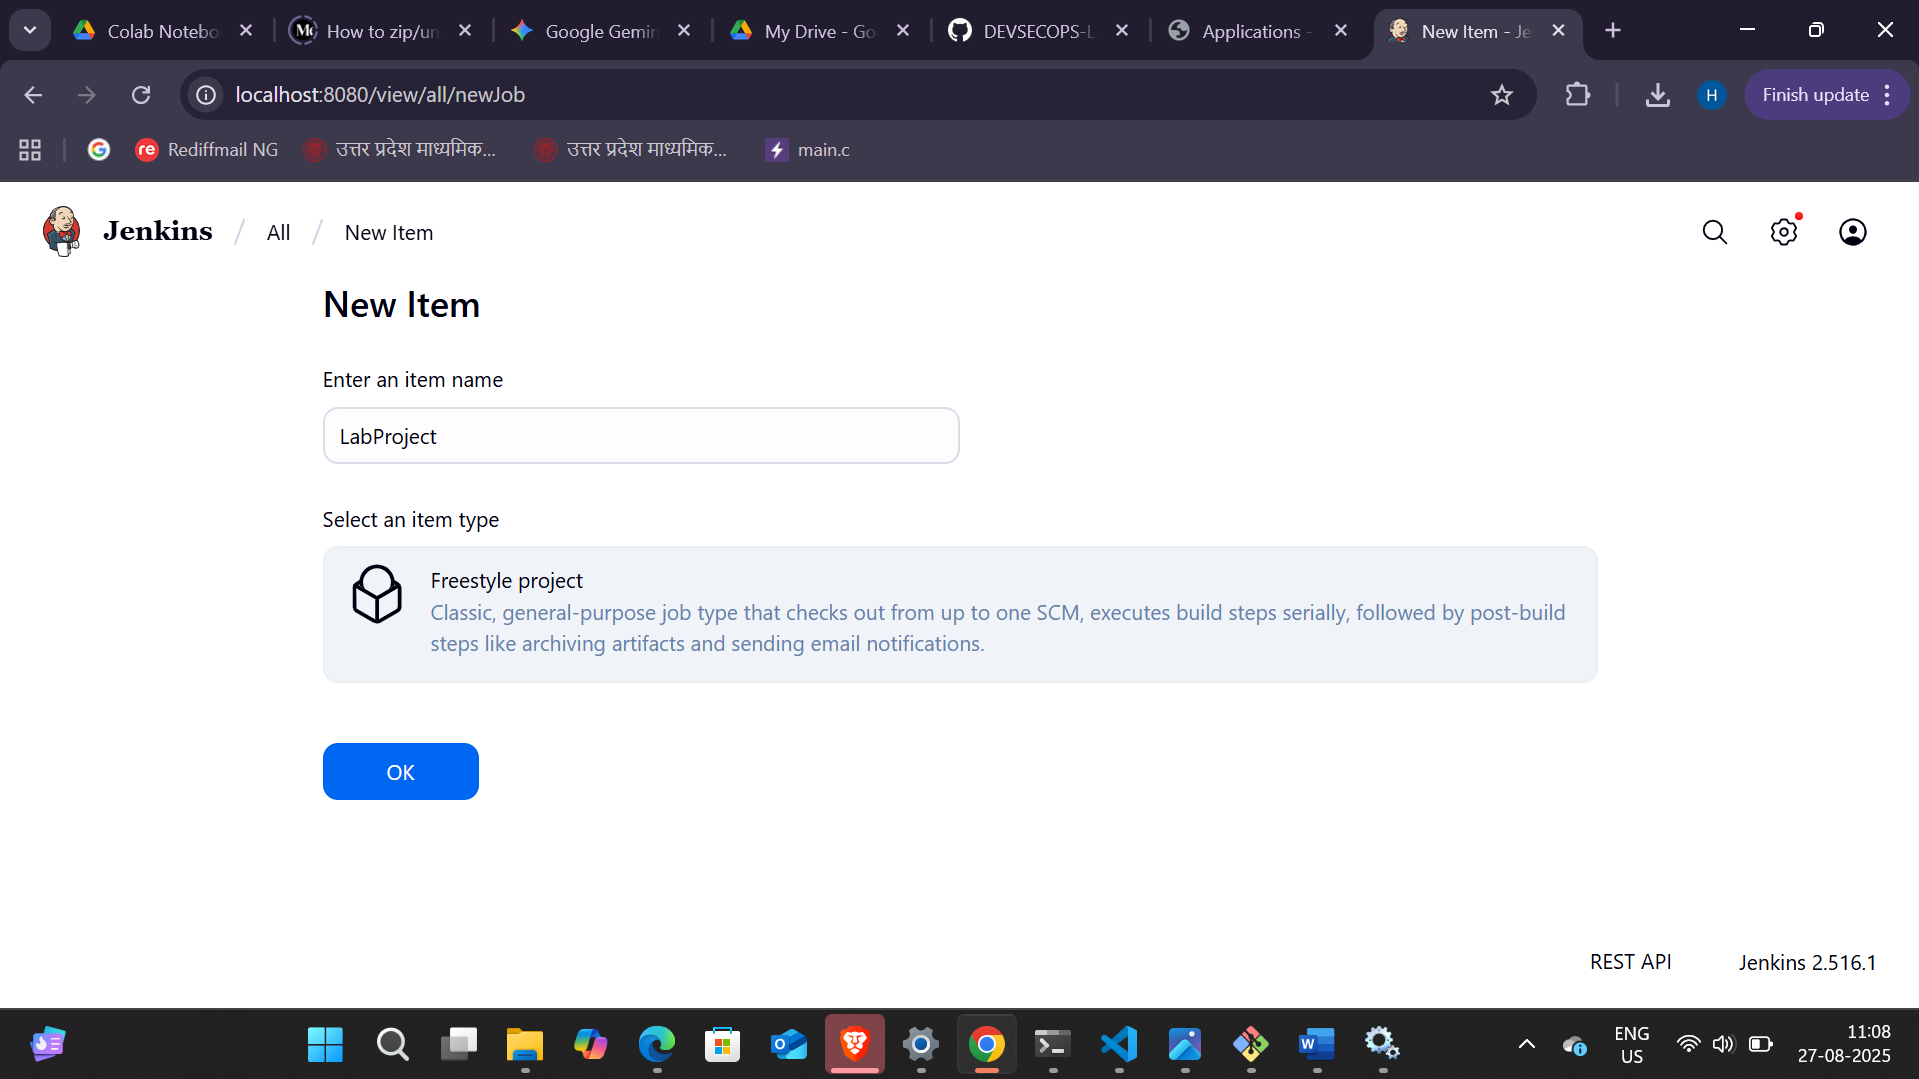 Colab Notebo
How to zip/un
Google Gemin
My Drive - Go
DEVSECOPS-L
Applications -
New Item - Je
localhost:8080/view/all/newJob
H
Finish update
re
Rediffmail NG
उत्तर प्रदेश माध्यमिक...
उत्तर प्रदेश माध्यमिक...
main.c
Jenkins / All / New Item
New Item
Enter an item name
LabProject
Select an item type
Freestyle project
Classic, general-purpose job type that checks out from up to one SCM, executes build steps serially, followed by post-build
steps like archiving artifacts and sending email notifications.
OK
REST API
Jenkins 2.516.1
ENG
US
11:08
27-08-2025